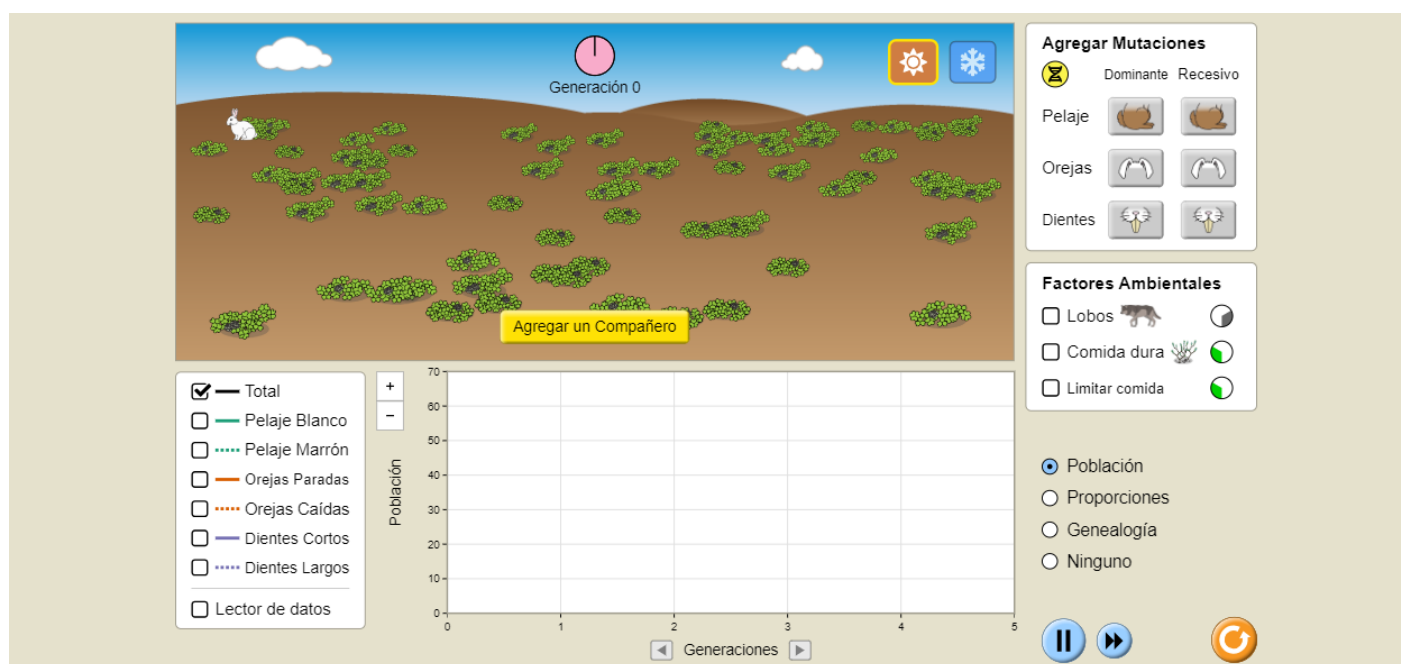 Generación 0
Agregar un Compañero
Agregar Mutaciones
Dominante Recesivo
Pelaje
Orejas
Dientes
Factores Ambientales
Lobos
Comida dura
Limitar comida
Total
Pelaje Blanco
Pelaje Marrón
Orejas Paradas
Orejas Caídas
Dientes Cortos
Dientes Largos
Lector de datos
+
−
Población
70
60
50
40
30
20
10
0
0 1 2 3 4 5
Generaciones
Población
Proporciones
Genealogía
Ninguno